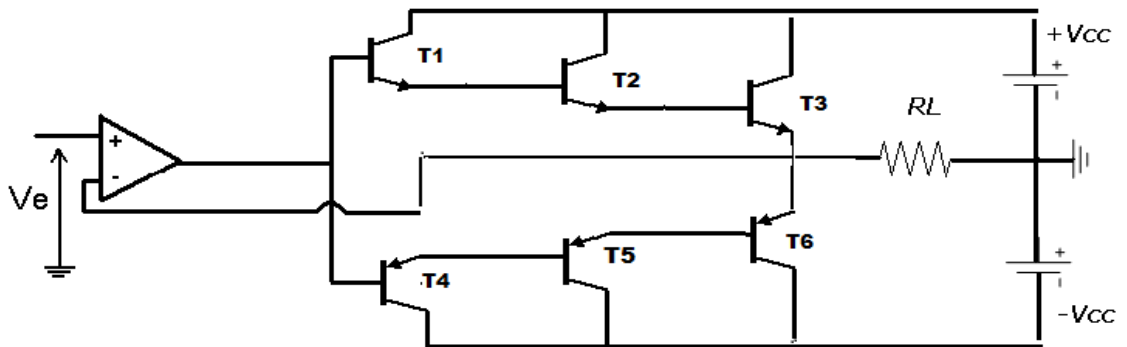 T1
T2
T3
+Vcc
RL
+
-
Ve
+
-
T4
T5
T6
+
-
-Vcc